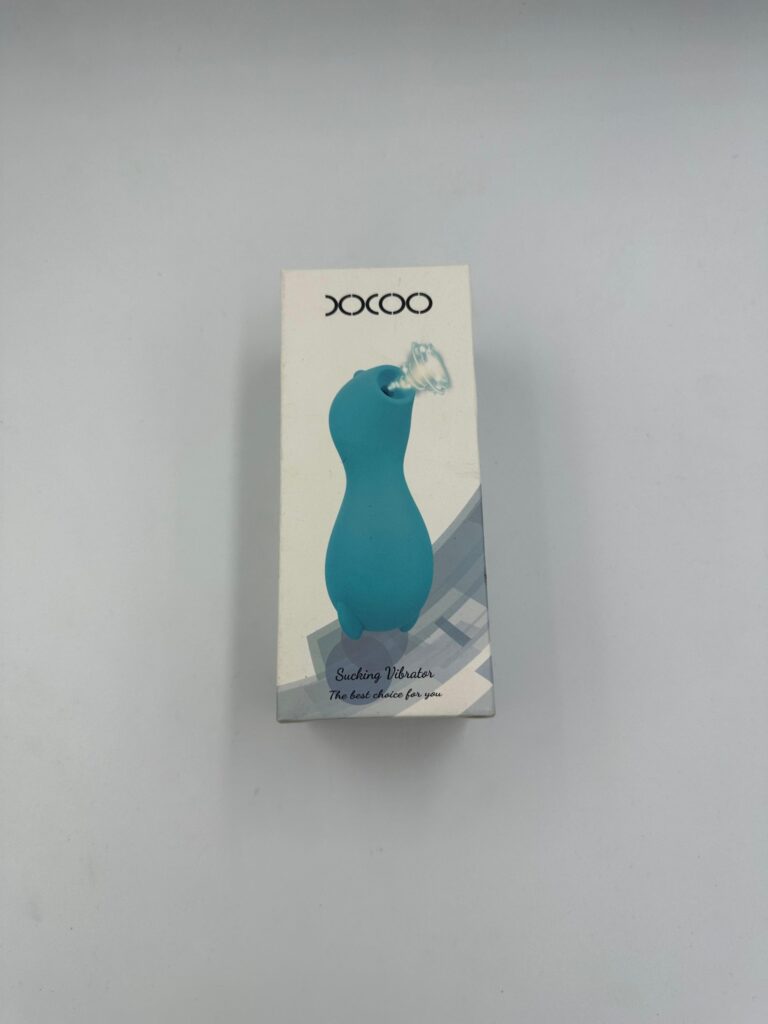 XOCOO
Sucking Vibrator
The best choice for you